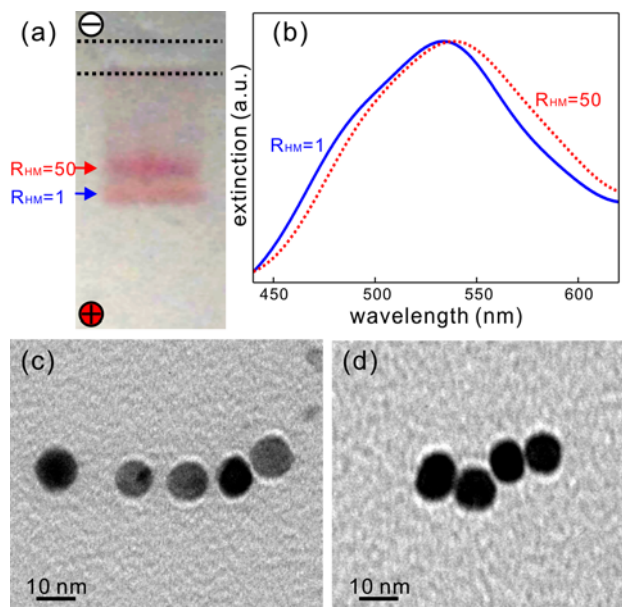 (a)
−
R_HM=50
R_HM=1
+
(b)
R_HM=1
R_HM=50
extinction (a.u.)
450
500
550
600
wavelength (nm)
(c)
10 nm
(d)
10 nm